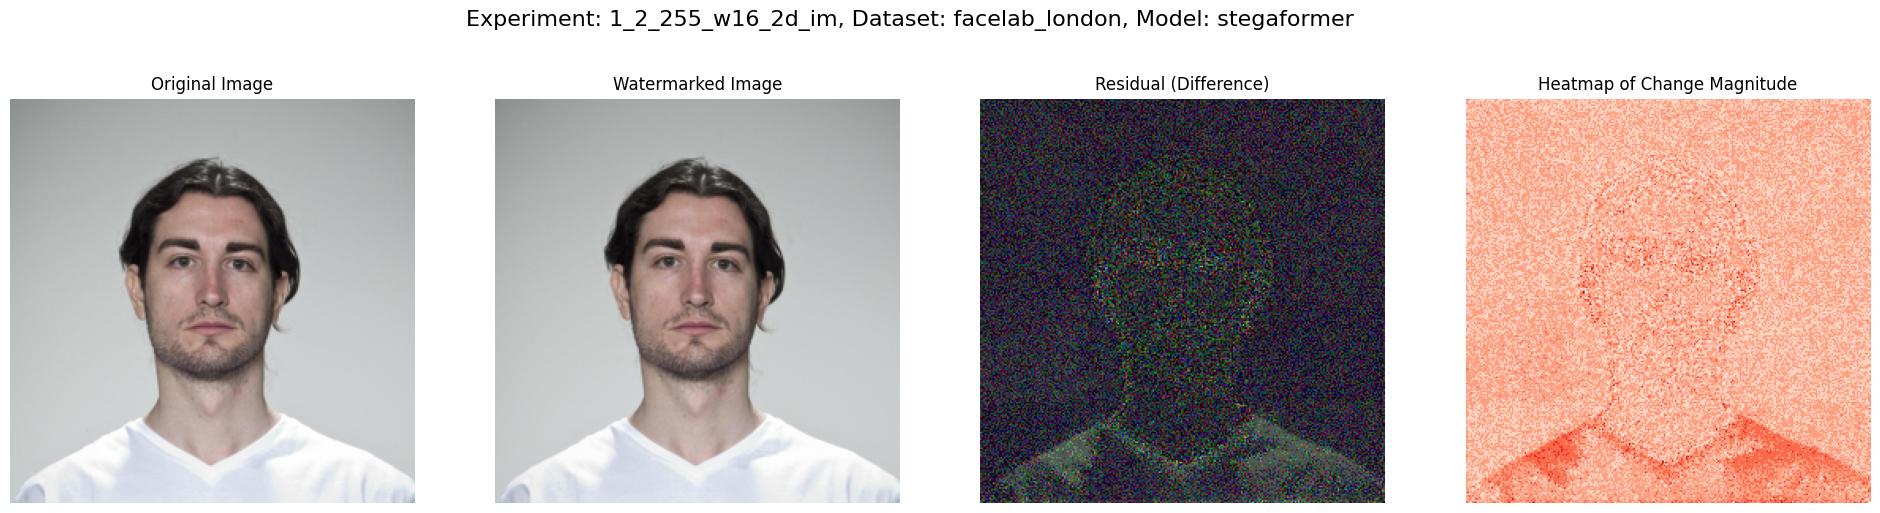 Experiment: 1_2_255_w16_2d_im, Dataset: facelab_london, Model: stegaformer
Original Image
Watermarked Image
Residual (Difference)
Heatmap of Change Magnitude